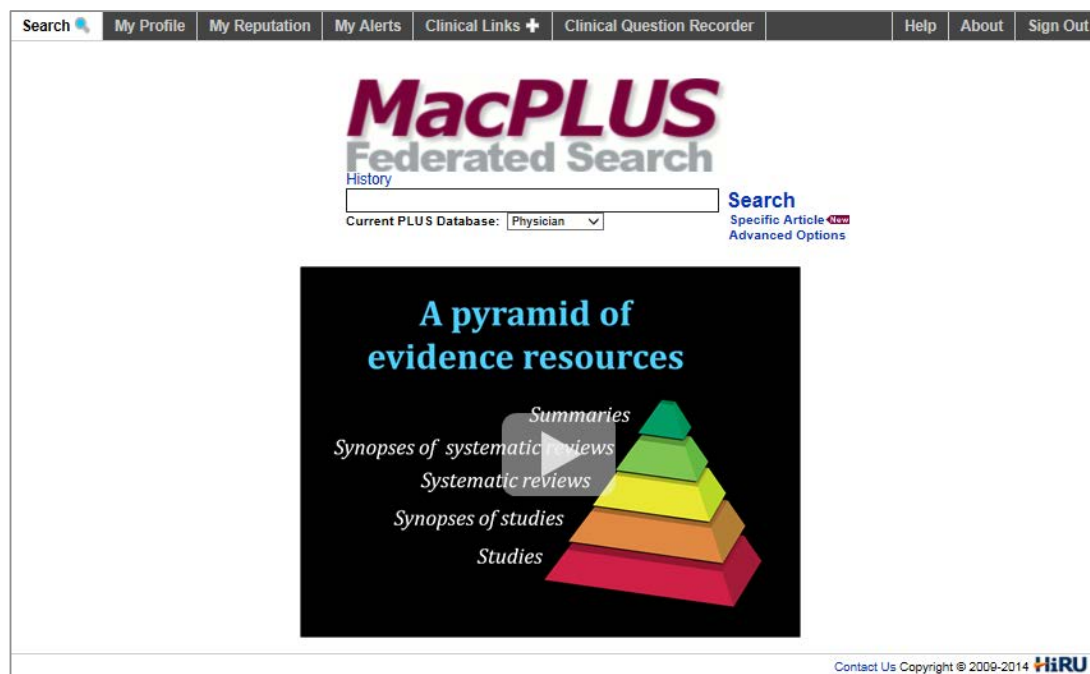 Search My Profile My Reputation My Alerts Clinical Links Clinical Question Recorder Help About Sign Out
MacPLUS
Federated Search
History
Search
Current PLUS Database: Physician
Specific Article New
Advanced Options
A pyramid of
evidence resources
Summaries
Synopses of systematic reviews
Systematic reviews
Synopses of studies
Studies
Contact Us Copyright © 2009-2014 HiRU